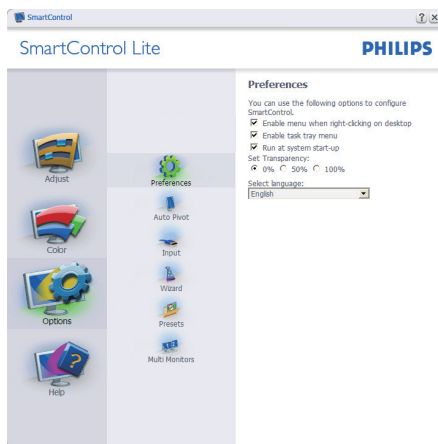 SmartControl
SmartControl Lite
PHILIPS
Adjust
Color
Options
Help
Preferences
Auto Pivot
Input
Wizard
Presets
Multi Monitors
Preferences
You can use the following options to configure
SmartControl.
Enable menu when right-clicking on desktop
Enable task tray menu
Run at system start-up
Set Transparency:
0% 50% 100%
Select language:
English